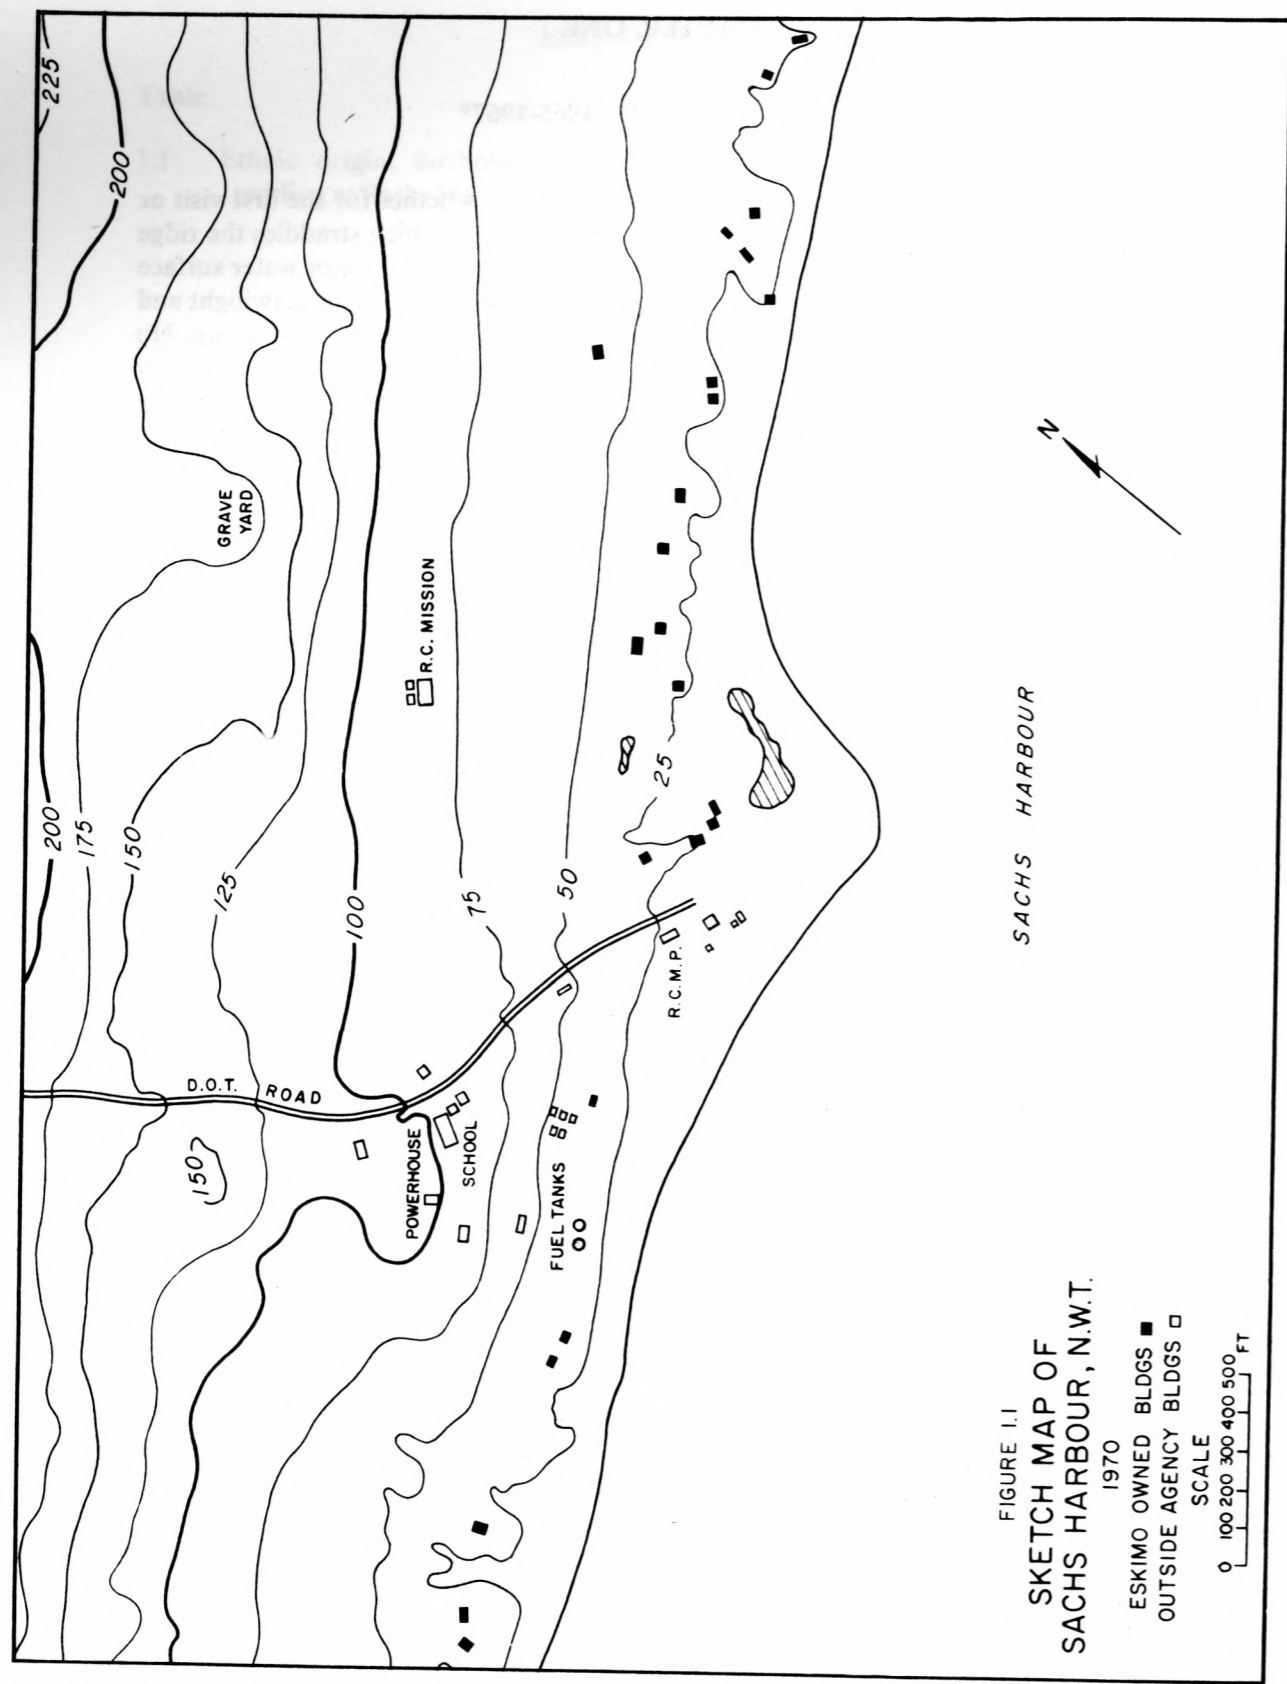 FIGURE 1.1
SKETCH MAP OF
SACHS HARBOUR, N.W.T.
1970
ESKIMO OWNED BLDGS
OUTSIDE AGENCY BLDGS
SCALE
0 100 200 300 400 500 FT
N
SACHS HARBOUR
225
200
GRAVE
YARD
R.C. MISSION
200
175
150
125
100
75
50
25
R.C.M.P.
D.O.T. ROAD
150
POWERHOUSE
SCHOOL
FUEL TANKS
1965-1967